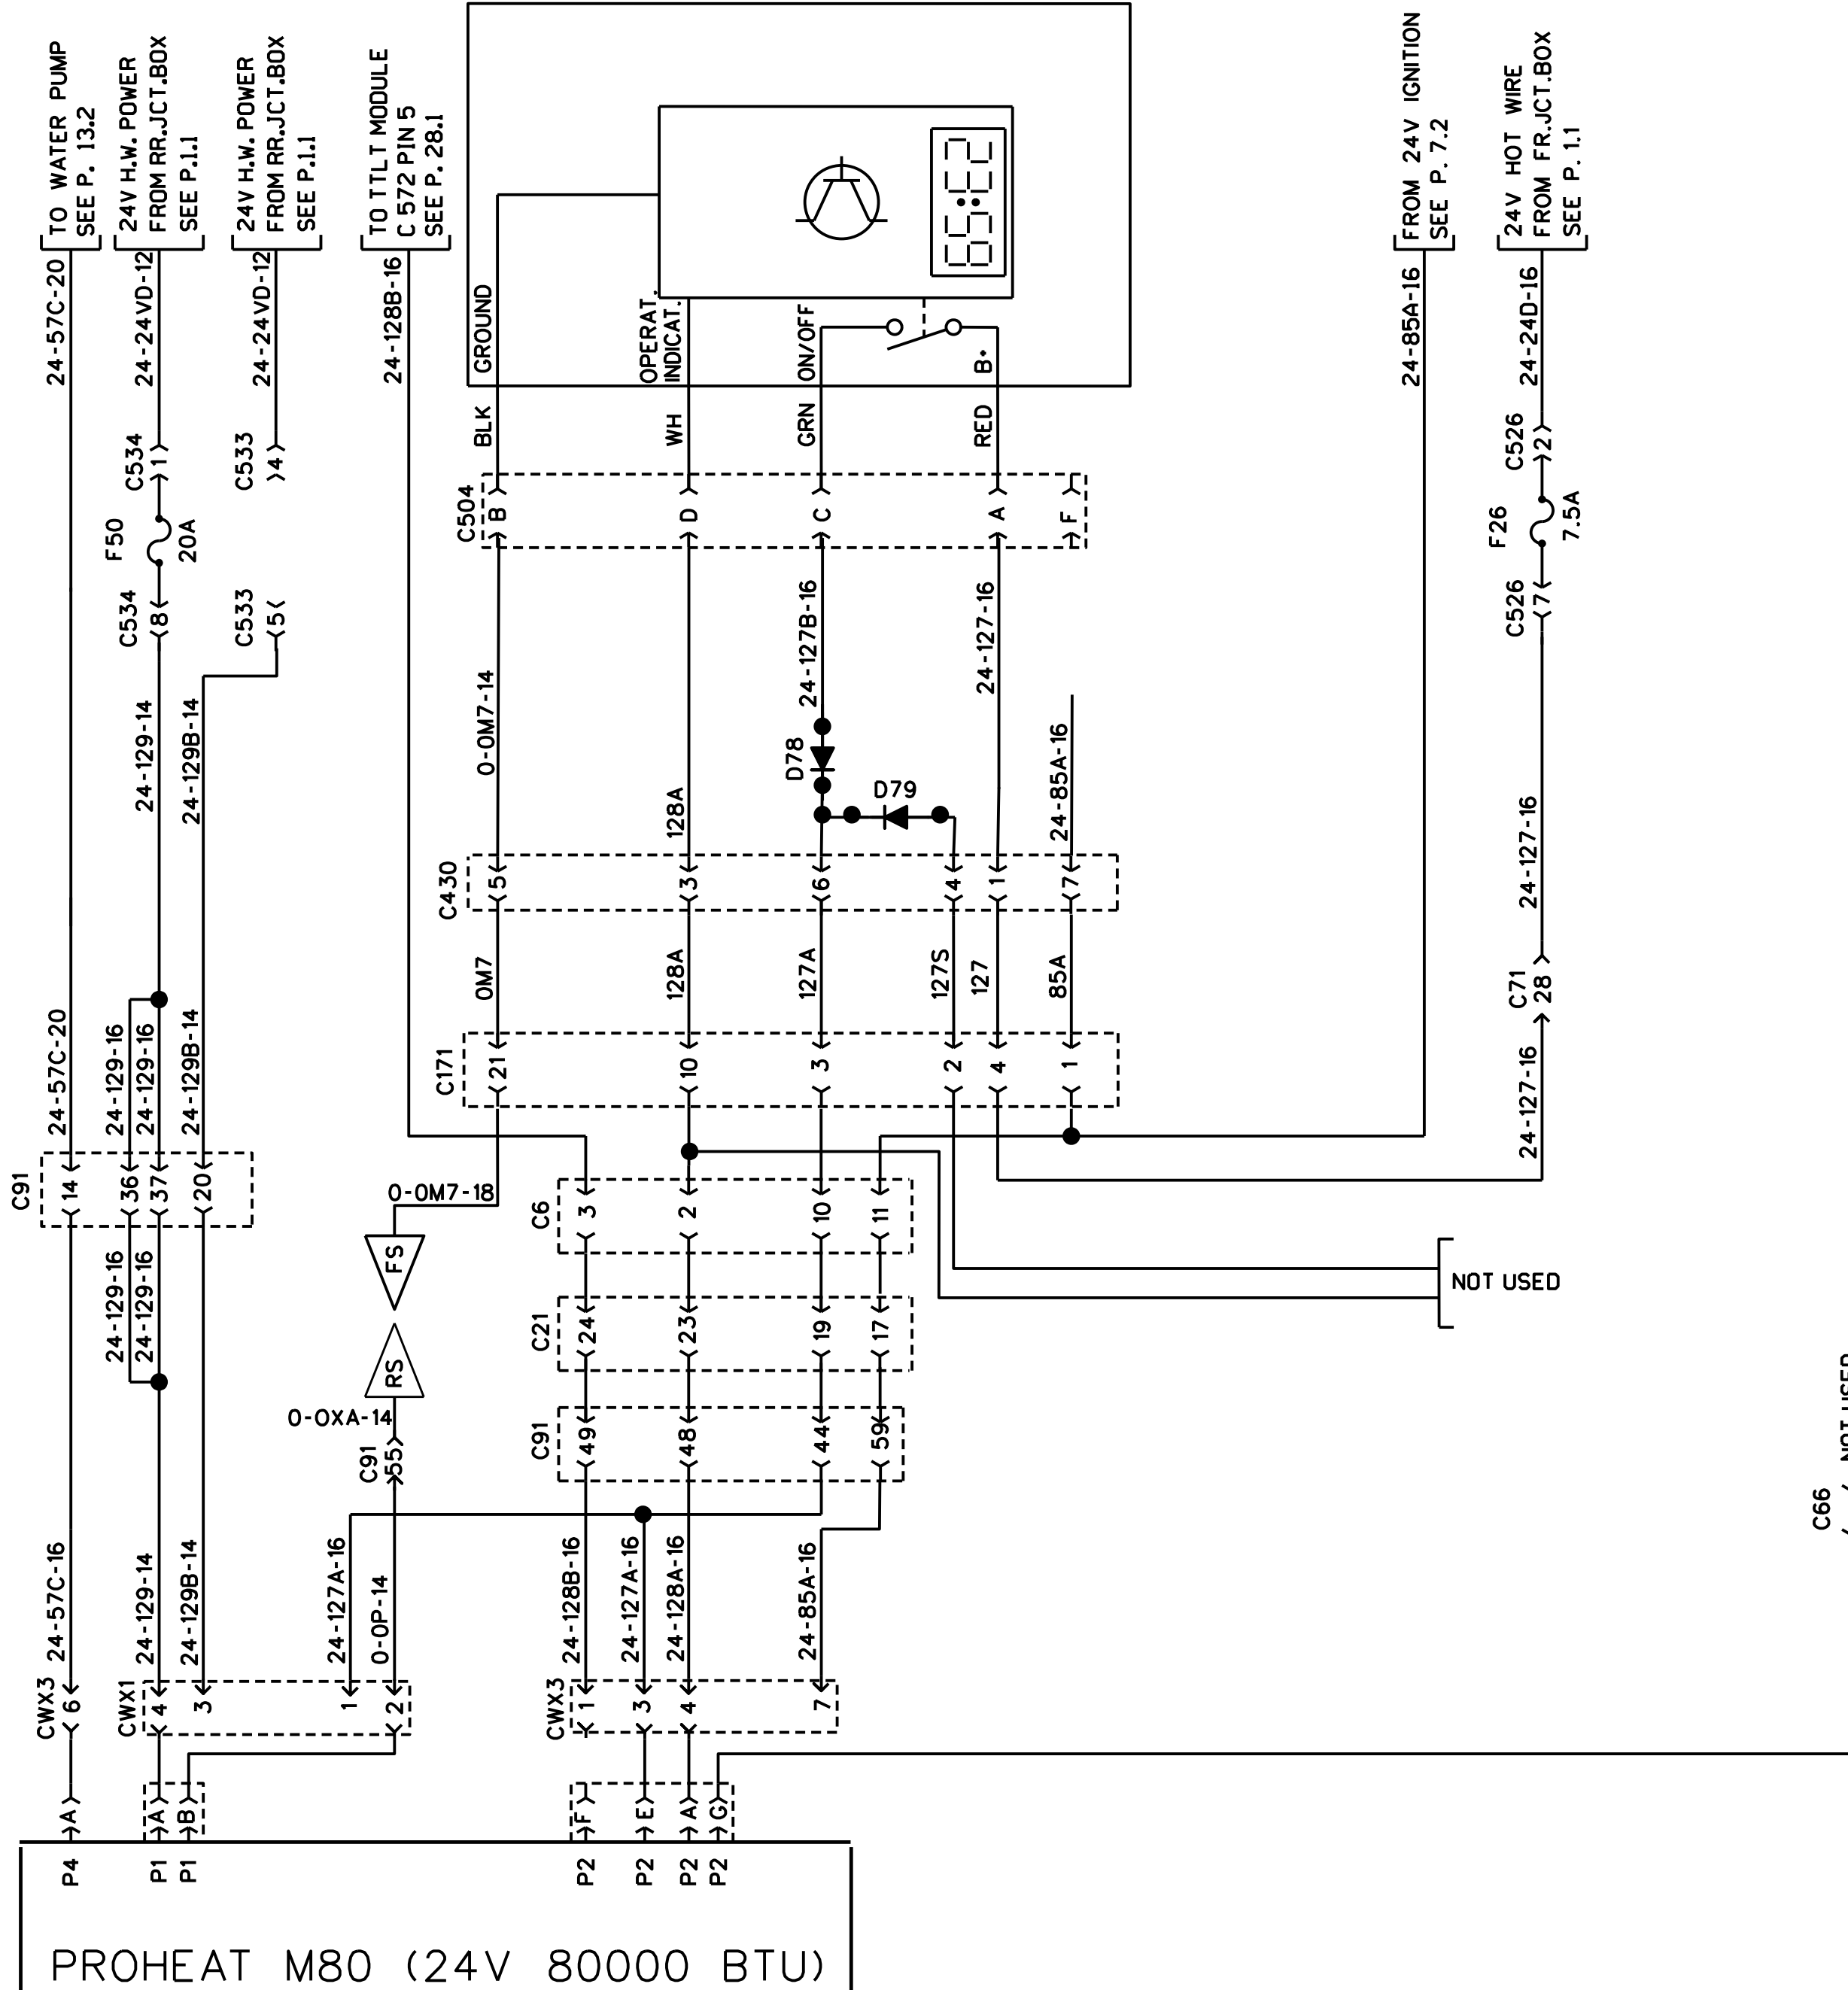 TO WATER PUMP
SEE P. 13.2
24V H.W. POWER
FROM RR.JCT.BOX
SEE P.1.1
24V H.W. POWER
FROM RR.JCT.BOX
SEE P.1.1
TO TTLT MODULE
C 572 PIN 5
SEE P. 28.1
FROM 24V IGNITION
SEE P. 7.2
24V HOT WIRE
FROM FR.JCT.BOX
SEE P. 1.1
24-57C-20
24-24VD-12
24-24VD-12
24-128B-16
GROUND
OPERAT.
INDICAT.
ON/OFF
B+
24-85A-16
24-24D-16
BLK
WH
GRN
RED
C534
1
C533
4
C526
2
C504
B
D
C
A
F
F50
20A
F26
7.5A
C534
8
C533
5
C526
7
24-129-14
24-129B-14
0-0M7-14
128A
24-127B-16
24-127-16
24-85A-16
D78
D79
24-127-16
C430
5
3
6
4
1
7
0M7
128A
127A
127S
127
85A
C71
28
24-57C-20
24-129-16
24-129-16
24-129B-14
C171
21
10
3
2
4
1
24-127-16
C91
14
36
37
20
0-0M7-18
C6
3
2
10
11
FS
24-129-16
24-129-16
NOT USED
C21
24
23
19
17
RS
0-0XA-14
C91
55
C91
49
48
44
59
NOT USED
C66
24-57C-16
24-129-14
24-129B-14
24-127A-16
0-0P-14
24-128B-16
24-127A-16
24-128A-16
24-85A-16
CWX3
6
CWX1
4
3
1
2
CWX3
1
3
4
7
A
A
B
F
E
A
G
P4
P1
P1
P2
P2
P2
P2
PROHEAT M80 (24V 80000 BTU)